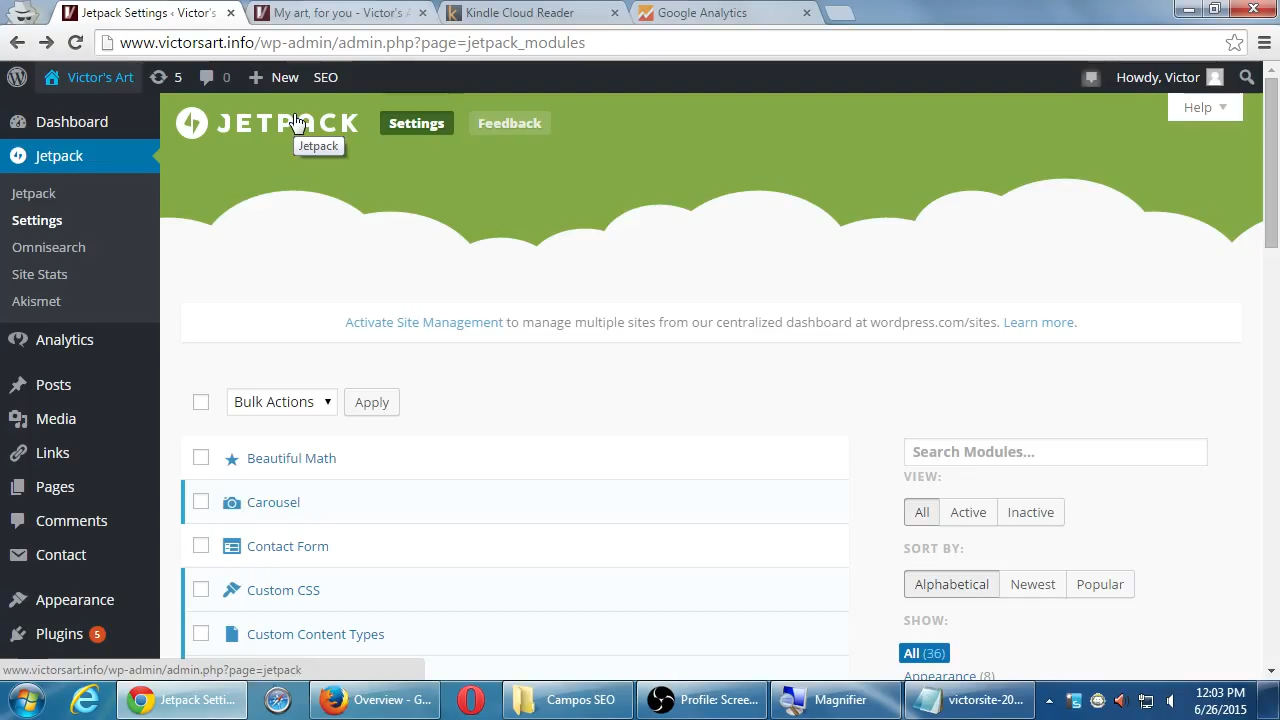 Jetpack Settings ‹ Victor's
My art, for you - Victor's A
Kindle Cloud Reader
Google Analytics
www.victorsart.info/wp-admin/admin.php?page=jetpack_modules
Victor's Art
5
0
New
SEO
Howdy, Victor
Dashboard
Jetpack
Jetpack
Settings
Omnisearch
Site Stats
Akismet
Analytics
Posts
Media
Links
Pages
Comments
Contact
Appearance
Plugins 5
JETPACK
Settings
Feedback
Help
Jetpack
Activate Site Management to manage multiple sites from our centralized dashboard at wordpress.com/sites. Learn more.
Bulk Actions
Apply
Beautiful Math
Carousel
Contact Form
Custom CSS
Custom Content Types
Search Modules...
VIEW:
All
Active
Inactive
SORT BY:
Alphabetical
Newest
Popular
SHOW:
All (36)
Appearance (8)
www.victorsart.info/wp-admin/admin.php?page=jetpack
Jetpack Setti...
Overview – G...
Campos SEO
Profile: Scree...
Magnifier
victorsite-20...
12:03 PM
6/26/2015